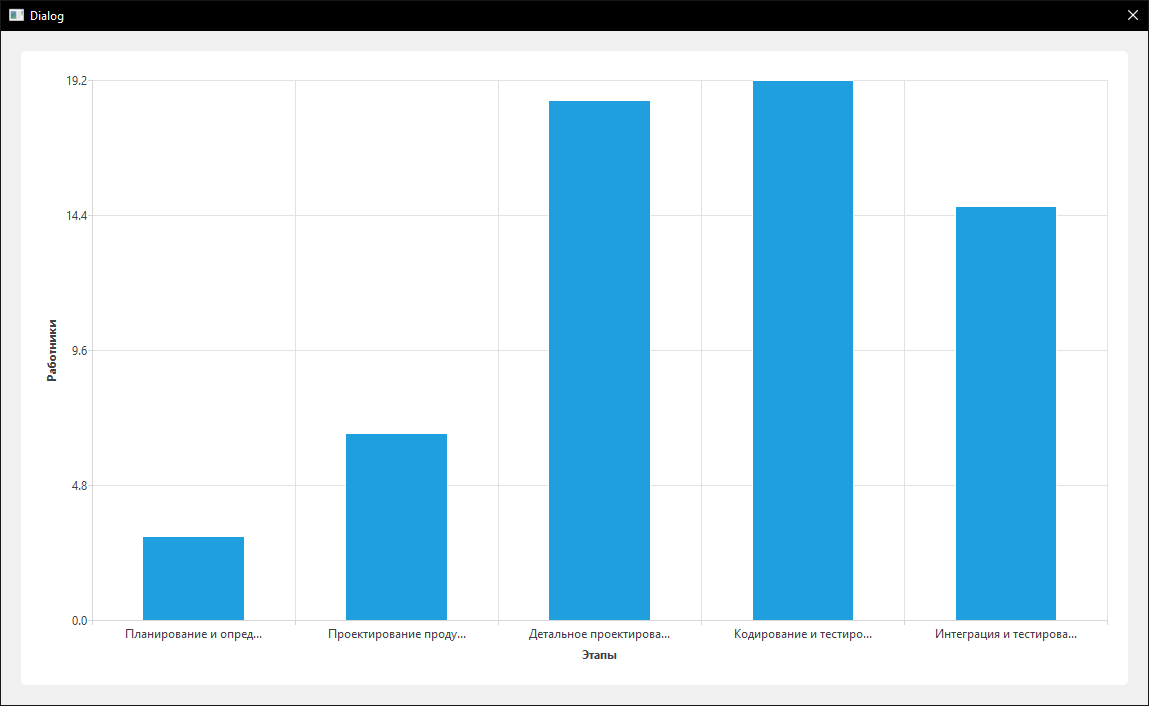 Dialog
19.2
14.4
9.6
4.8
0.0
Работники
Планирование и опред...
Проектирование проду...
Детальное проектирова...
Кодирование и тестиро...
Интеграция и тестирова...
Этапы